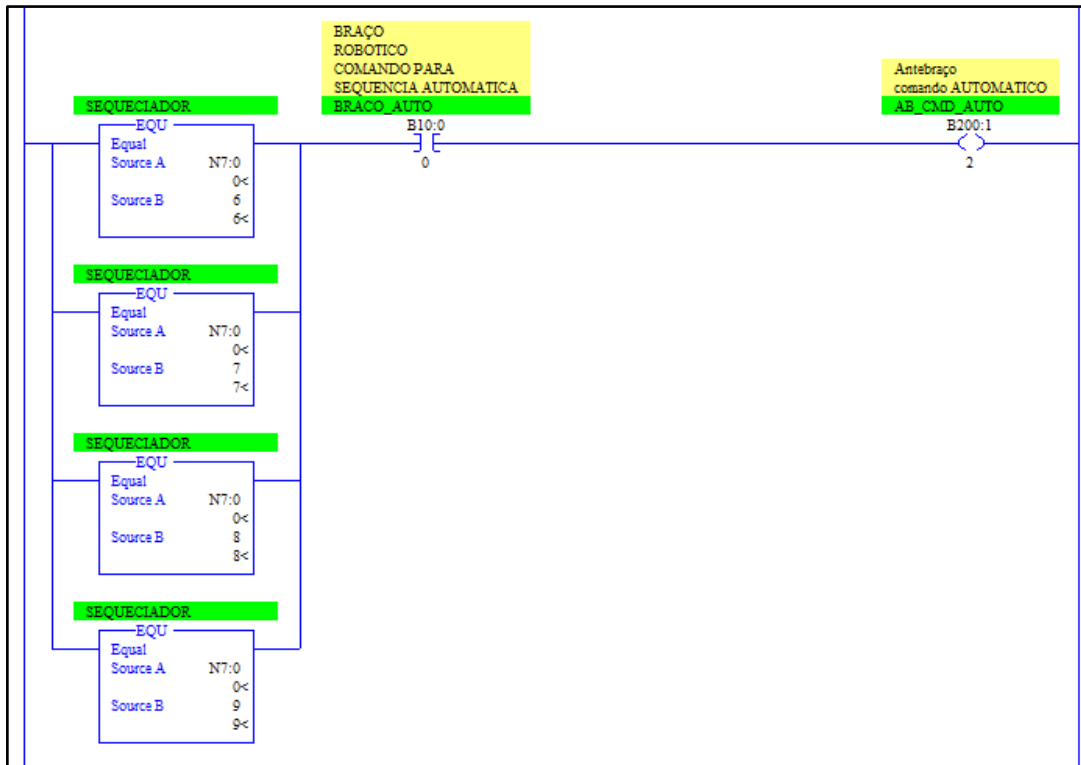 BRAÇO
ROBOTICO
COMANDO PARA
SEQUENCIA AUTOMATICA
BRACO_AUTO
B10:0
0
Antebraço
comando AUTOMATICO
AB_CMD_AUTO
B200:1
2
SEQUECIADOR
EQU
Equal
Source A N7:0
0<
Source B 6
6<
SEQUECIADOR
EQU
Equal
Source A N7:0
0<
Source B 7
7<
SEQUECIADOR
EQU
Equal
Source A N7:0
0<
Source B 8
8<
SEQUECIADOR
EQU
Equal
Source A N7:0
0<
Source B 9
9<